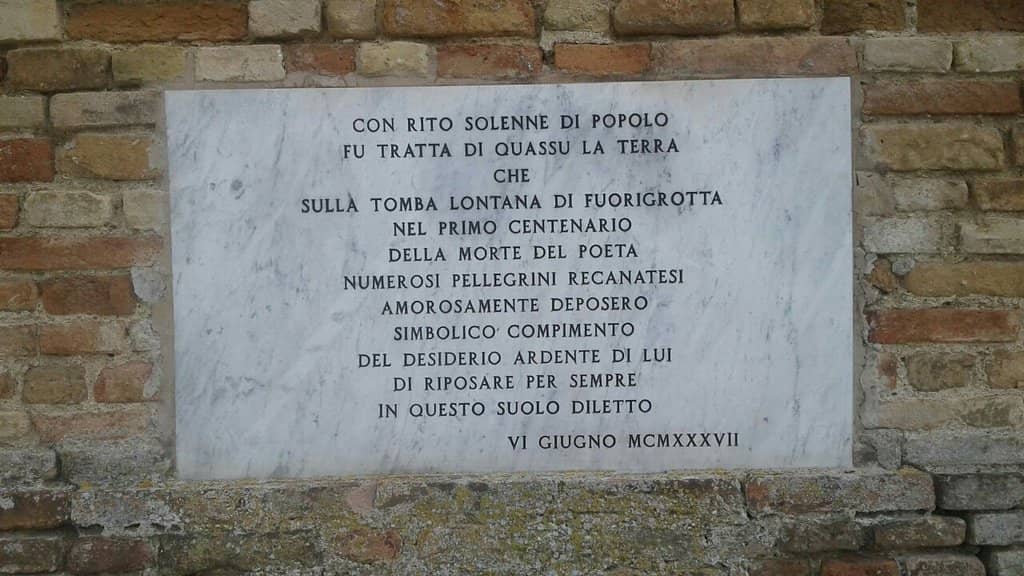 CON RITO SOLENNE DI POPOLO
FU TRATTA DI QUASSU LA TERRA
CHE
SULLA TOMBA LONTANA DI FUORIGROTTA
NEL PRIMO CENTENARIO
DELLA MORTE DEL POETA
NUMEROSI PELLEGRINI RECANATESI
AMOROSAMENTE DEPOSERO
SIMBOLICO COMPIMENTO
DEL DESIDERIO ARDENTE DI LUI
DI RIPOSARE PER SEMPRE
IN QUESTO SUOLO DILETTO
VI GIUGNO MCMXXXVII